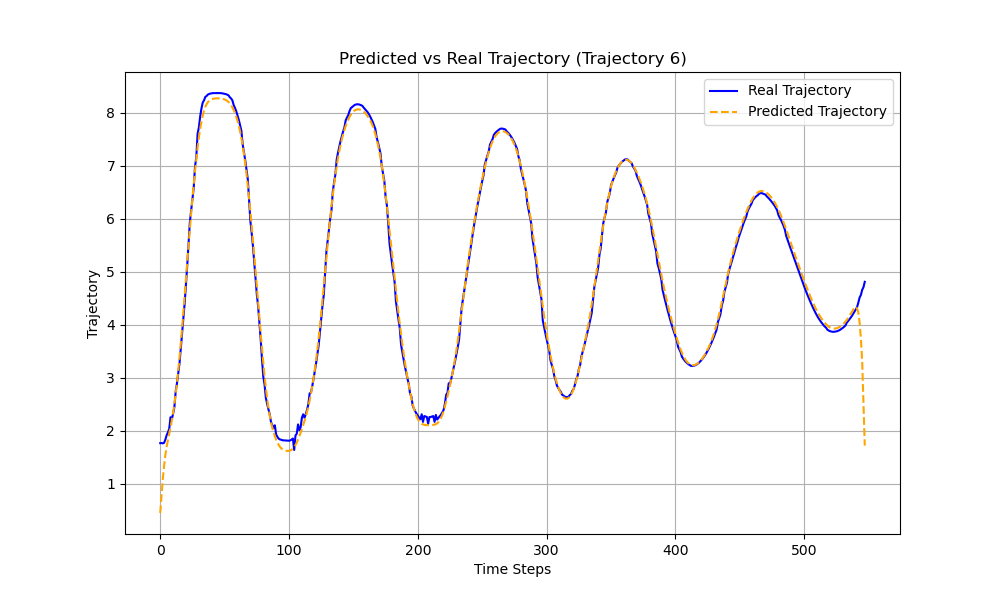 Predicted vs Real Trajectory (Trajectory 6)
Real Trajectory
Predicted Trajectory
Trajectory
8
7
6
5
4
3
2
1
0 100 200 300 400 500
Time Steps